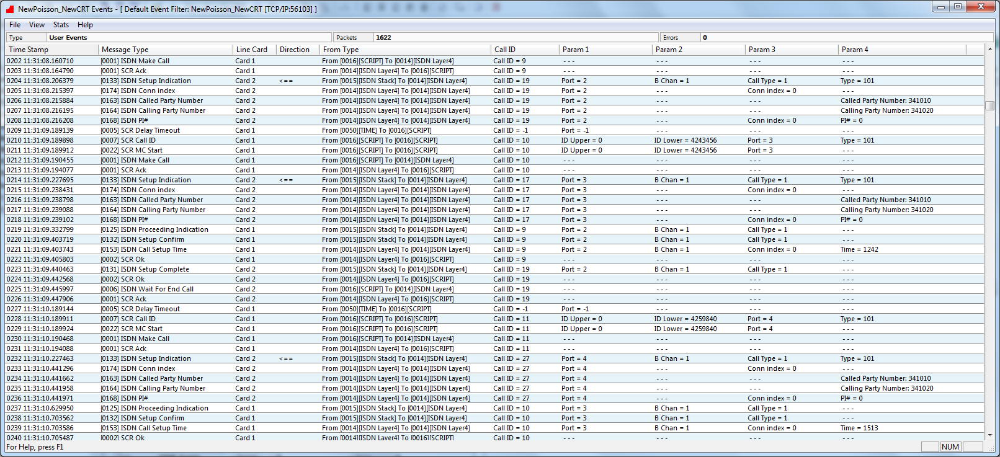 NewPoisson_NewCRT Events - [ Default Event Filter: NewPoisson_NewCRT [TCP/IP:56103] ]
File View Stats Help
Type User Events Packets 1622 Errors 0
Time Stamp Message Type Line Card Direction From Type Call ID Param 1 Param 2 Param 3 Param 4
0202 11:31:08.160710 [0001] ISDN Make Call Card 1 From [0016][SCRIPT] To [0014][ISDN Layer4] Call ID = 9 - - - - - - - - - - - -
0203 11:31:08.164790 [0001] SCR Ack Card 1 From [0014][ISDN Layer4] To [0016][SCRIPT] Call ID = 9 - - - - - - - - - - - -
0204 11:31:08.206379 [0133] ISDN Setup Indication Card 2 <== From [0015][ISDN Stack] To [0014][ISDN Layer4] Call ID = 19 Port = 2 B Chan = 1 Call Type = 1 Type = 101
0205 11:31:08.215397 [0174] ISDN Conn index Card 2 From [0014][ISDN Layer4] To [0014][ISDN Layer4] Call ID = 19 Port = 2 - - - Conn index = 0 - - -
0206 11:31:08.215884 [0163] ISDN Called Party Number Card 2 From [0014][ISDN Layer4] To [0014][ISDN Layer4] Call ID = 19 Port = 2 - - - - - - Called Party Number: 341010
0207 11:31:08.216195 [0164] ISDN Calling Party Number Card 2 From [0014][ISDN Layer4] To [0014][ISDN Layer4] Call ID = 19 Port = 2 - - - - - - Calling Party Number: 341020
0208 11:31:08.216208 [0168] ISDN PI# Card 2 From [0014][ISDN Layer4] To [0014][ISDN Layer4] Call ID = 19 Port = 2 - - - Conn index = 0 PI# = 0
0209 11:31:09.189139 [0005] SCR Delay Timeout Card 1 From [0050][TIME] To [0016][SCRIPT] Call ID = -1 Port = -1 - - - - - - - - -
0210 11:31:09.189898 [0007] SCR Call ID Card 1 From [0016][SCRIPT] To [0016][SCRIPT] Call ID = 10 ID Upper = 0 ID Lower = 4243456 Port = 3 Type = 101
0211 11:31:09.189912 [0022] SCR MC Start Card 1 From [0016][SCRIPT] To [0016][SCRIPT] Call ID = 10 ID Upper = 0 ID Lower = 4243456 Port = 3 - - -
0212 11:31:09.190455 [0001] ISDN Make Call Card 1 From [0016][SCRIPT] To [0014][ISDN Layer4] Call ID = 10 - - - - - - - - - - - -
0213 11:31:09.194077 [0001] SCR Ack Card 1 From [0014][ISDN Layer4] To [0016][SCRIPT] Call ID = 10 - - - - - - - - - - - -
0214 11:31:09.227695 [0133] ISDN Setup Indication Card 2 <== From [0015][ISDN Stack] To [0014][ISDN Layer4] Call ID = 17 Port = 3 B Chan = 1 Call Type = 1 Type = 101
0215 11:31:09.238431 [0174] ISDN Conn index Card 2 From [0014][ISDN Layer4] To [0014][ISDN Layer4] Call ID = 17 Port = 3 - - - Conn index = 0 - - -
0216 11:31:09.238798 [0163] ISDN Called Party Number Card 2 From [0014][ISDN Layer4] To [0014][ISDN Layer4] Call ID = 17 Port = 3 - - - - - - Called Party Number: 341010
0217 11:31:09.239088 [0164] ISDN Calling Party Number Card 2 From [0014][ISDN Layer4] To [0014][ISDN Layer4] Call ID = 17 Port = 3 - - - - - - Calling Party Number: 341020
0218 11:31:09.239102 [0168] ISDN PI# Card 2 From [0014][ISDN Layer4] To [0014][ISDN Layer4] Call ID = 17 Port = 3 - - - Conn index = 0 PI# = 0
0219 11:31:09.332799 [0125] ISDN Proceeding Indication Card 1 From [0015][ISDN Stack] To [0014][ISDN Layer4] Call ID = 9 Port = 2 B Chan = 1 Call Type = 1 - - -
0220 11:31:09.403719 [0132] ISDN Setup Confirm Card 1 From [0015][ISDN Stack] To [0014][ISDN Layer4] Call ID = 9 Port = 2 B Chan = 1 Call Type = 1 - - -
0221 11:31:09.403743 [0153] ISDN Call Setup Time Card 1 From [0014][ISDN Layer4] To [0014][ISDN Layer4] Call ID = 9 Port = 2 B Chan = 1 Conn index = 0 Time = 1242
0222 11:31:09.405803 [0002] SCR Ok Card 1 From [0014][ISDN Layer4] To [0016][SCRIPT] Call ID = 9 - - - - - - - - - - - -
0223 11:31:09.440463 [0131] ISDN Setup Complete Card 2 From [0015][ISDN Stack] To [0014][ISDN Layer4] Call ID = 19 Port = 2 B Chan = 1 Call Type = 1 - - -
0224 11:31:09.442568 [0002] SCR Ok Card 2 From [0014][ISDN Layer4] To [0016][SCRIPT] Call ID = 19 - - - - - - - - - - - -
0225 11:31:09.445997 [0006] ISDN Wait For End Call Card 2 From [0016][SCRIPT] To [0014][ISDN Layer4] Call ID = 19 - - - - - - - - - - - -
0226 11:31:09.447906 [0001] SCR Ack Card 2 From [0014][ISDN Layer4] To [0016][SCRIPT] Call ID = 19 - - - - - - - - - - - -
0227 11:31:10.189144 [0005] SCR Delay Timeout Card 1 From [0050][TIME] To [0016][SCRIPT] Call ID = -1 Port = -1 - - - - - - - - -
0228 11:31:10.189911 [0007] SCR Call ID Card 1 From [0016][SCRIPT] To [0016][SCRIPT] Call ID = 11 ID Upper = 0 ID Lower = 4259840 Port = 4 Type = 101
0229 11:31:10.189924 [0022] SCR MC Start Card 1 From [0016][SCRIPT] To [0016][SCRIPT] Call ID = 11 ID Upper = 0 ID Lower = 4259840 Port = 4 - - -
0230 11:31:10.190468 [0001] ISDN Make Call Card 1 From [0016][SCRIPT] To [0014][ISDN Layer4] Call ID = 11 - - - - - - - - - - - -
0231 11:31:10.194088 [0001] SCR Ack Card 1 From [0014][ISDN Layer4] To [0016][SCRIPT] Call ID = 11 - - - - - - - - - - - -
0232 11:31:10.227463 [0133] ISDN Setup Indication Card 2 <== From [0015][ISDN Stack] To [0014][ISDN Layer4] Call ID = 27 Port = 4 B Chan = 1 Call Type = 1 Type = 101
0233 11:31:10.441296 [0174] ISDN Conn index Card 2 From [0014][ISDN Layer4] To [0014][ISDN Layer4] Call ID = 27 Port = 4 - - - Conn index = 0 - - -
0234 11:31:10.441662 [0163] ISDN Called Party Number Card 2 From [0014][ISDN Layer4] To [0014][ISDN Layer4] Call ID = 27 Port = 4 - - - - - - Called Party Number: 341010
0235 11:31:10.441958 [0164] ISDN Calling Party Number Card 2 From [0014][ISDN Layer4] To [0014][ISDN Layer4] Call ID = 27 Port = 4 - - - - - - Calling Party Number: 341020
0236 11:31:10.441971 [0168] ISDN PI# Card 2 From [0014][ISDN Layer4] To [0014][ISDN Layer4] Call ID = 27 Port = 4 - - - Conn index = 0 PI# = 0
0237 11:31:10.629950 [0125] ISDN Proceeding Indication Card 1 From [0015][ISDN Stack] To [0014][ISDN Layer4] Call ID = 10 Port = 3 B Chan = 1 Call Type = 1 - - -
0238 11:31:10.703562 [0132] ISDN Setup Confirm Card 1 From [0015][ISDN Stack] To [0014][ISDN Layer4] Call ID = 10 Port = 3 B Chan = 1 Call Type = 1 - - -
0239 11:31:10.703586 [0153] ISDN Call Setup Time Card 1 From [0014][ISDN Layer4] To [0014][ISDN Layer4] Call ID = 10 Port = 3 B Chan = 1 Conn index = 0 Time = 1513
0240 11:31:10.705487 [0002] SCR Ok Card 1 From [0014][ISDN Layer4] To [0016][SCRIPT] Call ID = 10 - - - - - - - - - - - -
For Help, press F1 NUM